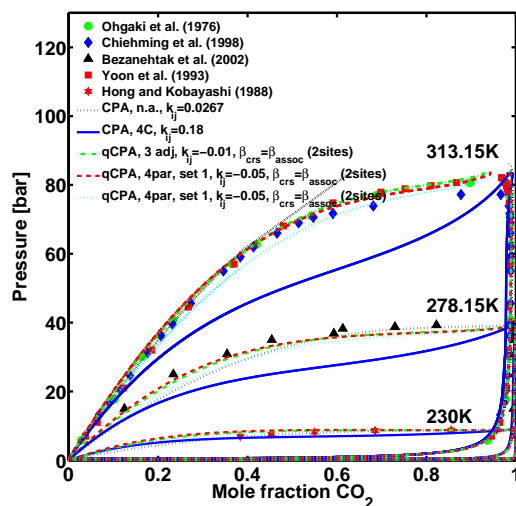 Ohgaki et al. (1976)
Chiehming et al. (1998)
Bezanehtak et al. (2002)
Yoon et al. (1993)
Hong and Kobayashi (1988)
CPA, n.a., k_ij=0.0267
CPA, 4C, k_ij=0.18
qCPA, 3 adj, k_ij=−0.01, β_crs=β_assoc (2sites)
qCPA, 4par, set 1, k_ij=−0.05, β_crs=β_assoc (2sites)
qCPA, 4par, set 1, k_ij=−0.05, β_crs=β_assoc (2sites)
313.15K
278.15K
230K
Pressure [bar]
120
100
80
60
40
20
0
0
0.2
0.4
0.6
0.8
1
Mole fraction CO₂